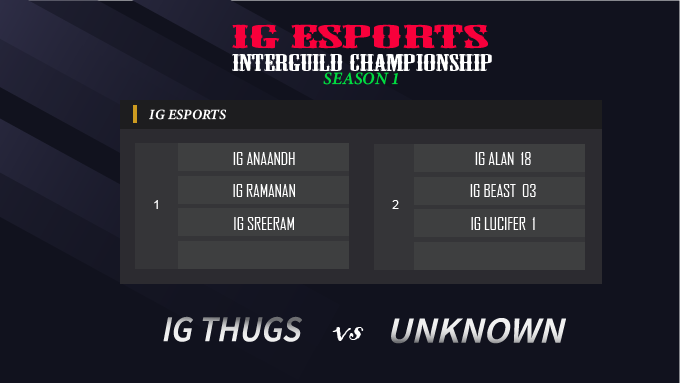 IG ESPORTS
INTERGUILD CHAMPIONSHIP
SEASON 1
IG ESPORTS
1
IG ANAANDH
IG RAMANAN
IG SREERAM
2
IG ALAN 18
IG BEAST 03
IG LUCIFER 1
IG THUGS vs UNKNOWN